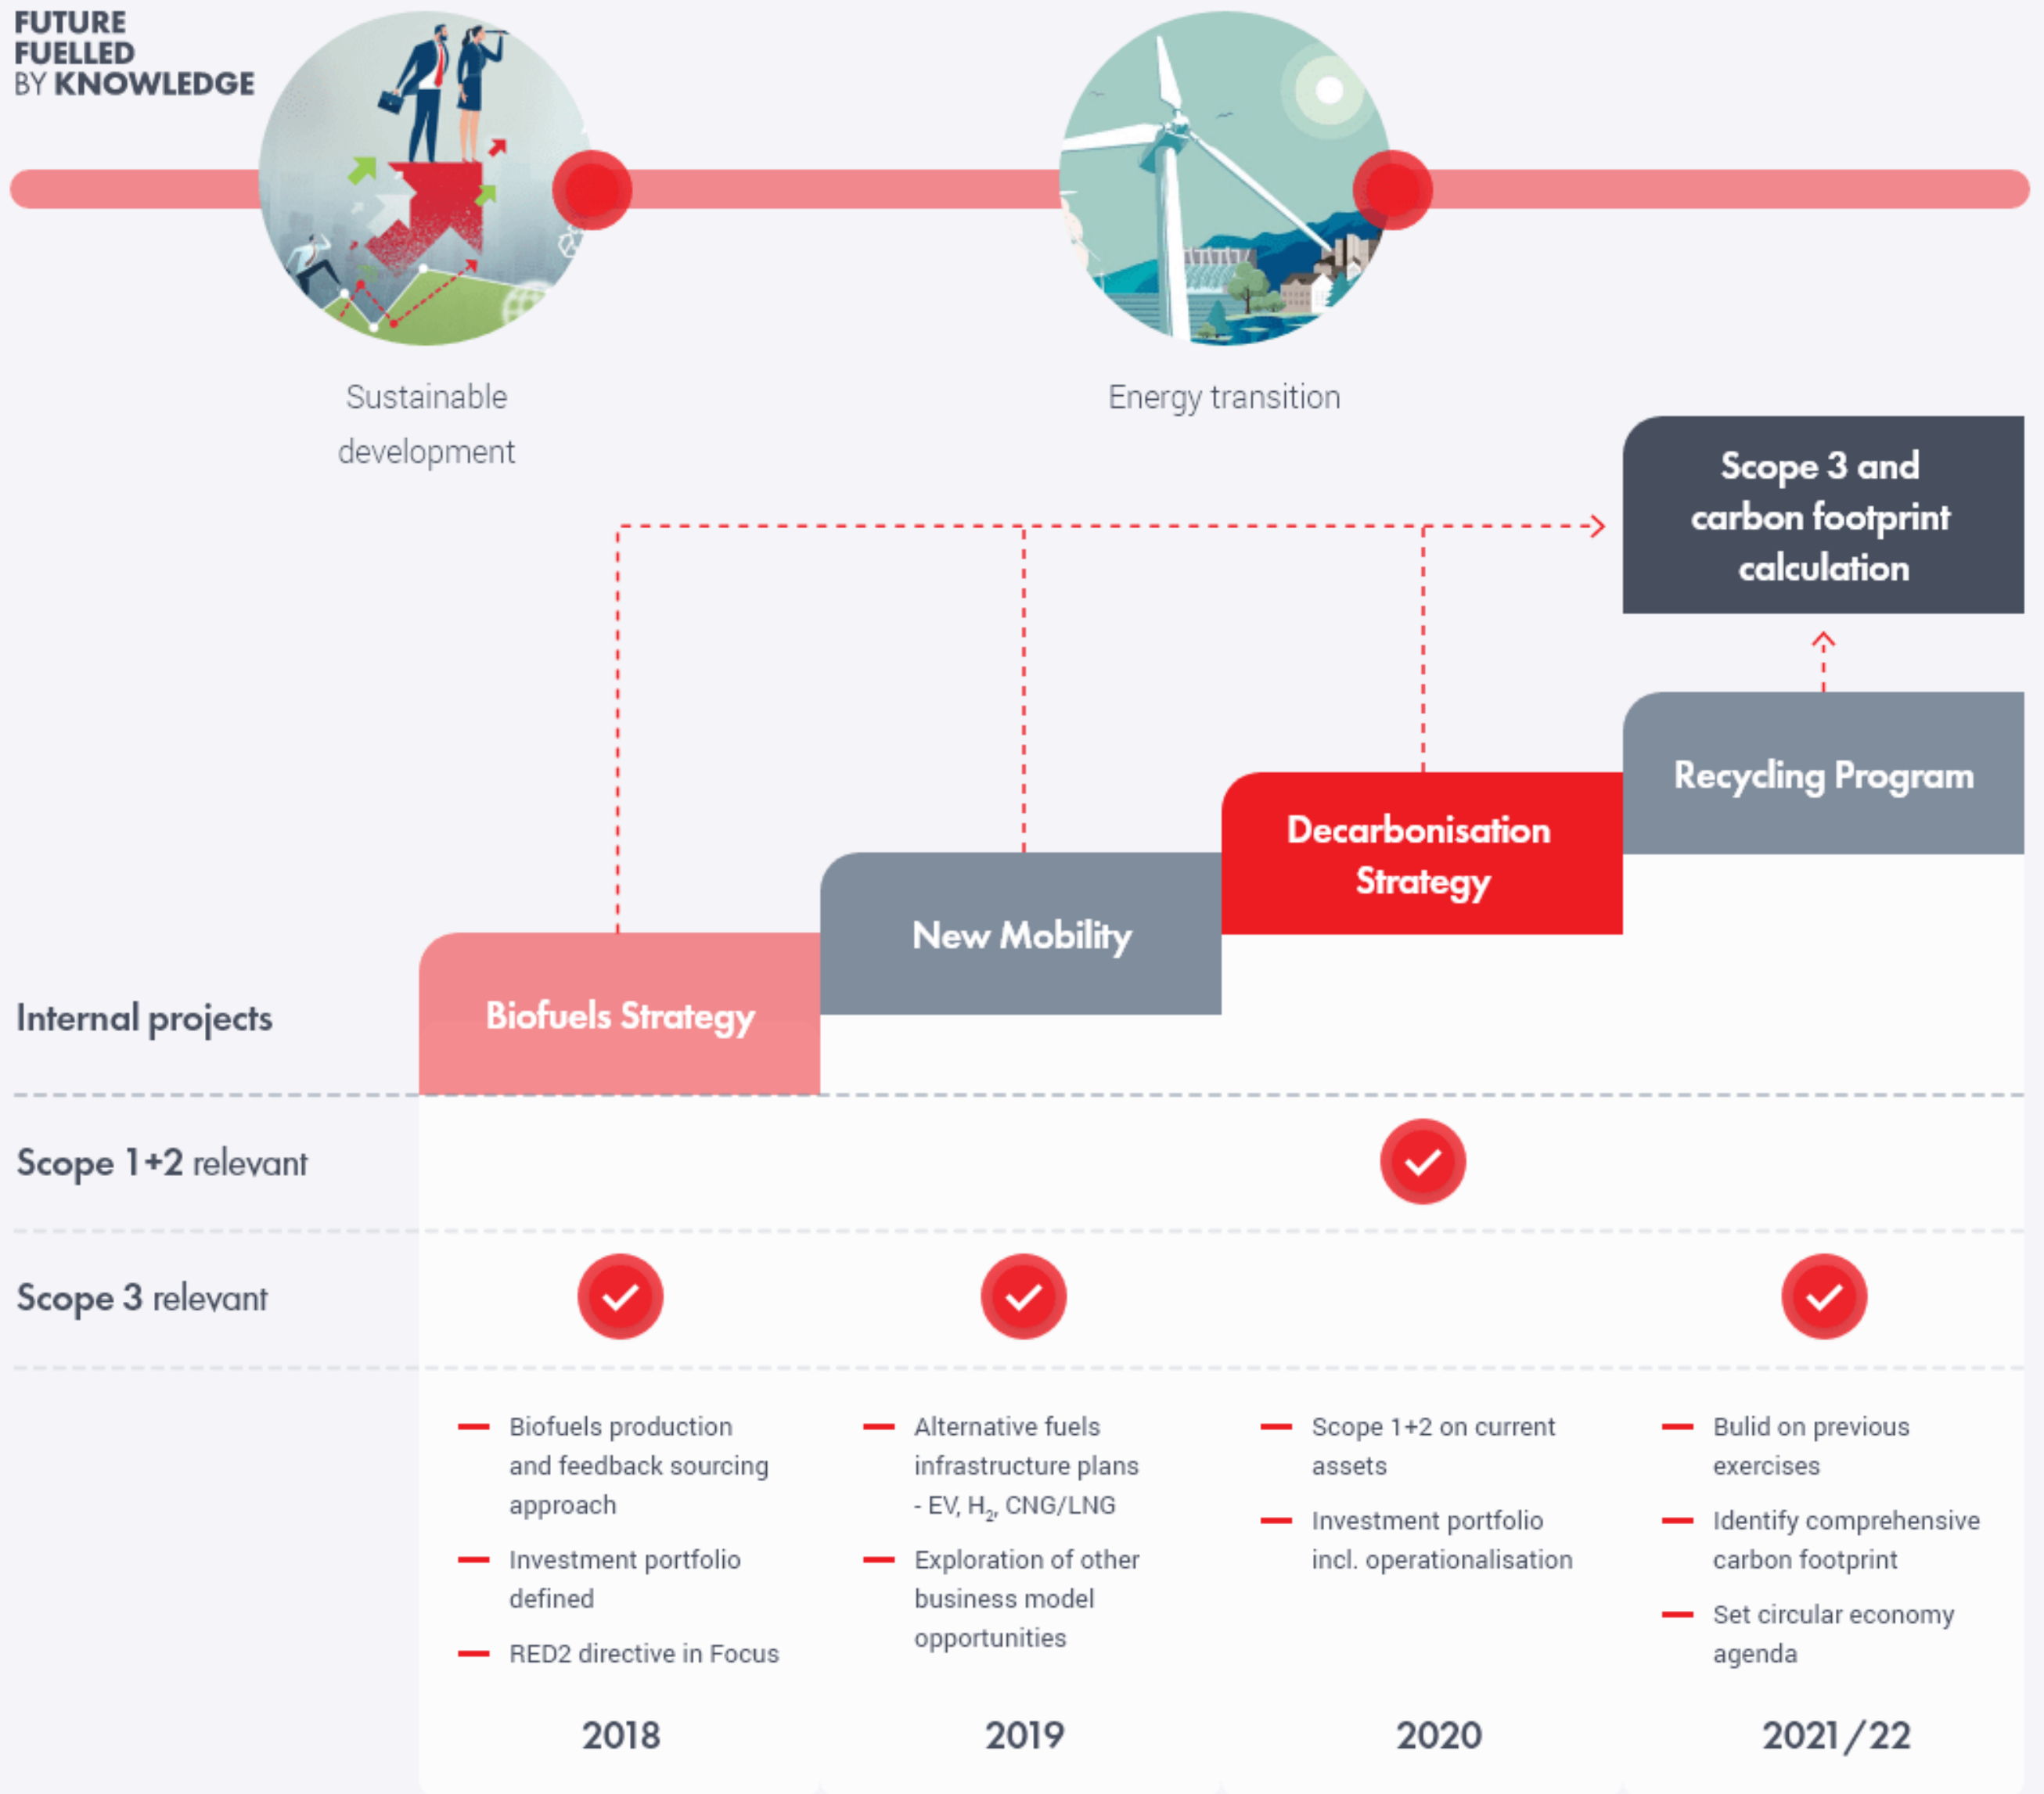 FUTURE
FUELLED
BY KNOWLEDGE
Sustainable
development
Energy transition
Scope 3 and
carbon footprint
calculation
Recycling Program
Decarbonisation
Strategy
New Mobility
Biofuels Strategy
Internal projects
Scope 1+2 relevant
Scope 3 relevant
Biofuels production
and feedback sourcing
approach
Investment portfolio
defined
RED2 directive in Focus
2018
Alternative fuels
infrastructure plans
- EV, H₂, CNG/LNG
Exploration of other
business model
opportunities
2019
Scope 1+2 on current
assets
Investment portfolio
incl. operationalisation
2020
Bulid on previous
exercises
Identify comprehensive
carbon footprint
Set circular economy
agenda
2021/22